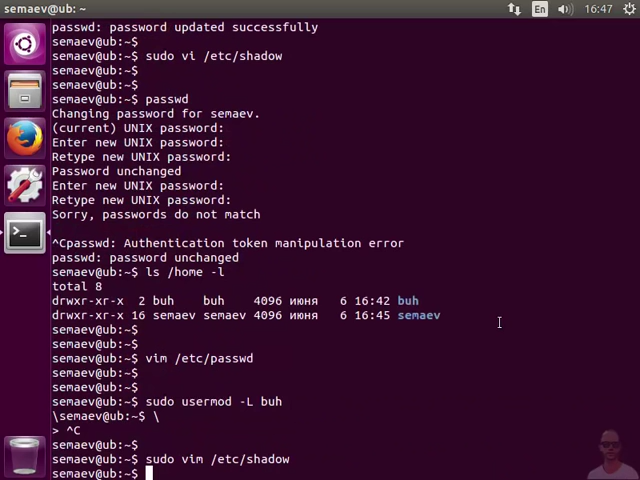 semaev@ub: ~
En
16:47
passwd: password updated successfully
semaev@ub:~$
semaev@ub:~$ sudo vi /etc/shadow
semaev@ub:~$
semaev@ub:~$
semaev@ub:~$ passwd
Changing password for semaev.
(current) UNIX password:
Enter new UNIX password:
Retype new UNIX password:
Password unchanged
Enter new UNIX password:
Retype new UNIX password:
Sorry, passwords do not match
^Cpasswd: Authentication token manipulation error
passwd: password unchanged
semaev@ub:~$ ls /home -l
total 8
drwxr-xr-x  2 buh    buh    4096 июня   6 16:42 buh
drwxr-xr-x 16 semaev semaev 4096 июня   6 16:45 semaev
semaev@ub:~$
semaev@ub:~$
semaev@ub:~$ vim /etc/passwd
semaev@ub:~$
semaev@ub:~$
semaev@ub:~$ sudo usermod -L buh
\semaev@ub:~$ \
> ^C
semaev@ub:~$
semaev@ub:~$ sudo vim /etc/shadow
semaev@ub:~$